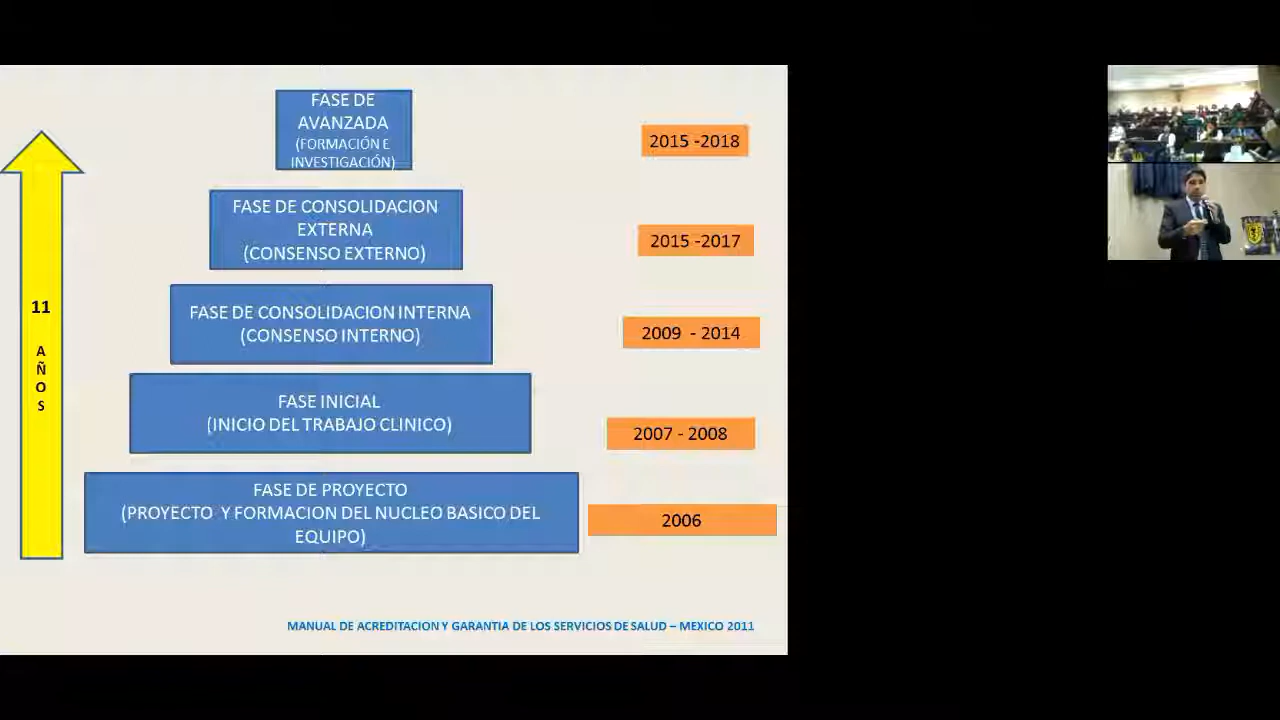 FASE DE
AVANZADA
(FORMACIÓN E
INVESTIGACIÓN)
2015 -2018
FASE DE CONSOLIDACION
EXTERNA
(CONSENSO EXTERNO)
2015 -2017
11
AÑOS
FASE DE CONSOLIDACION INTERNA
(CONSENSO INTERNO)
2009 - 2014
FASE INICIAL
(INICIO DEL TRABAJO CLINICO)
2007 - 2008
FASE DE PROYECTO
(PROYECTO Y FORMACION DEL NUCLEO BASICO DEL
EQUIPO)
2006
MANUAL DE ACREDITACION Y GARANTIA DE LOS SERVICIOS DE SALUD – MEXICO 2011